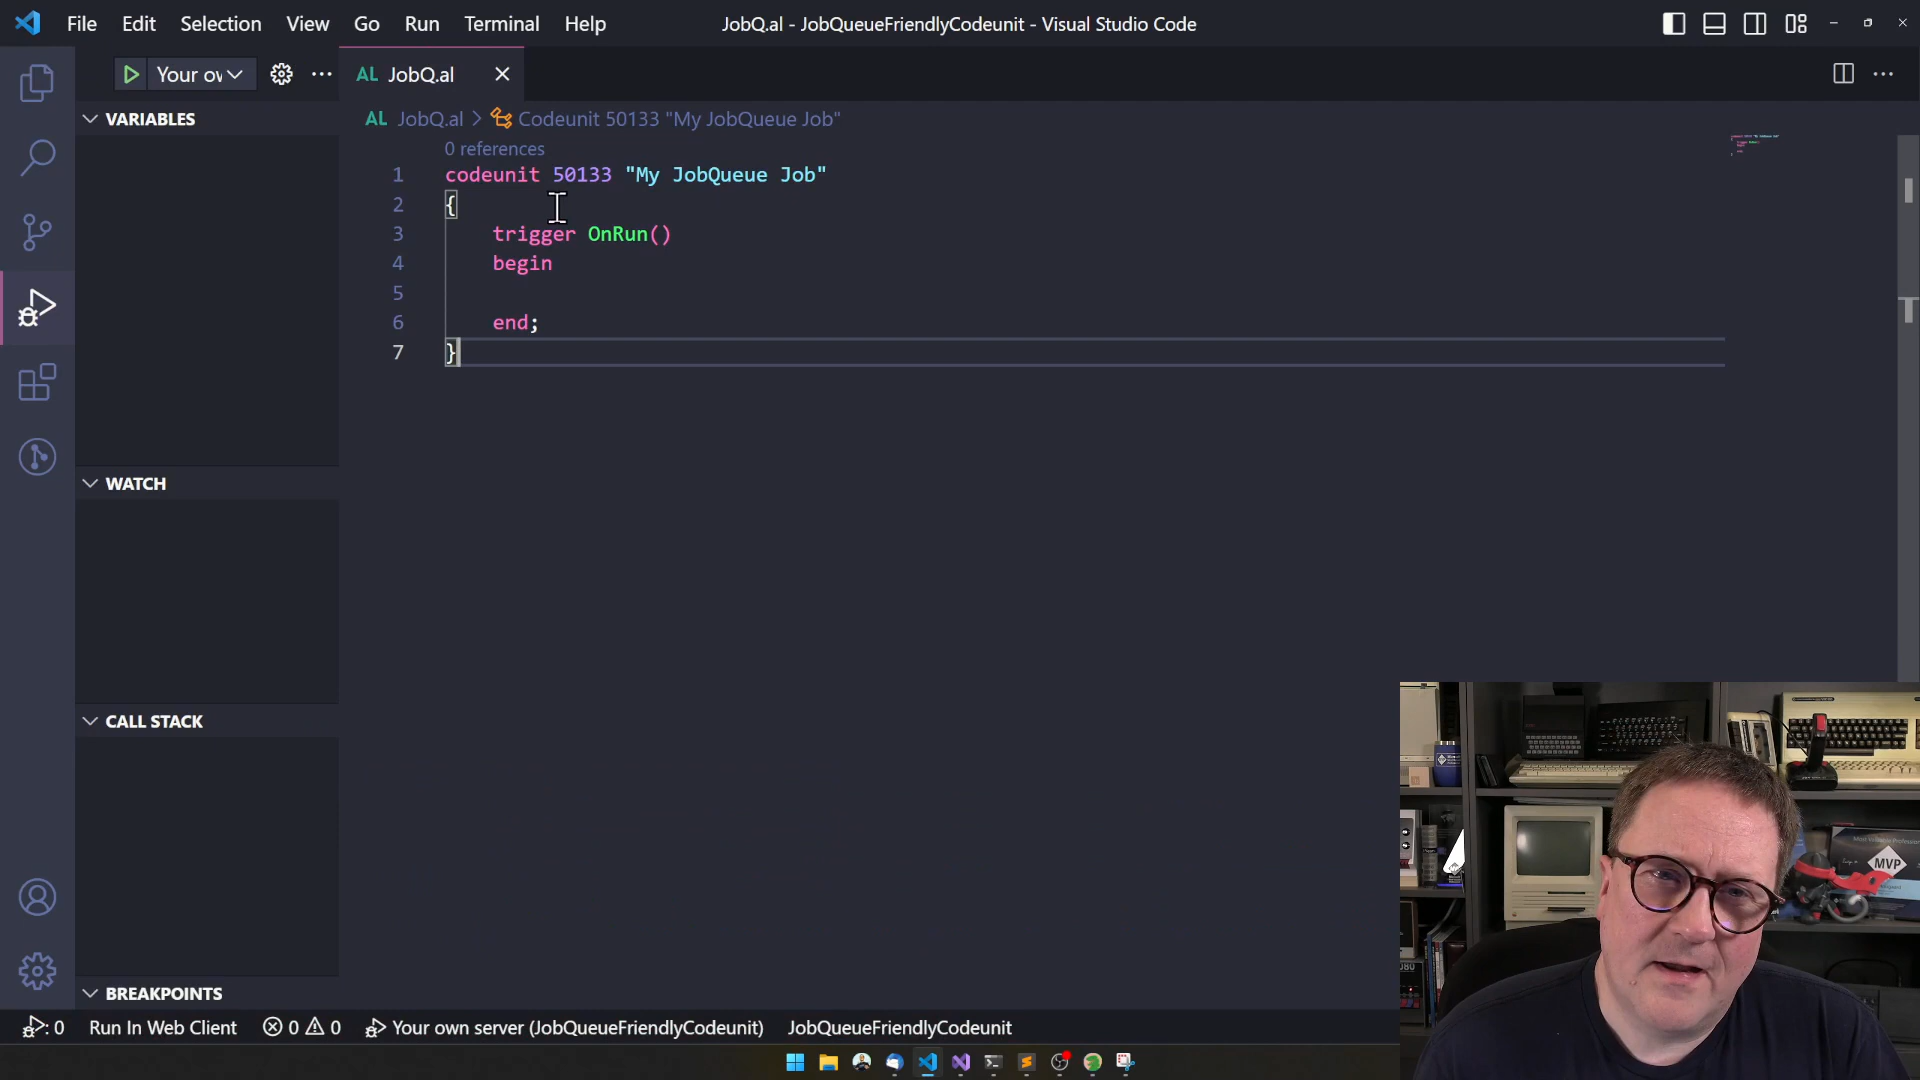 File Edit Selection View Go Run Terminal Help
JobQ.al - JobQueueFriendlyCodeunit - Visual Studio Code
Your ov
AL JobQ.al
VARIABLES
AL JobQ.al > Codeunit 50133 "My JobQueue Job"
0 references
1 codeunit 50133 "My JobQueue Job"
2 {
3 trigger OnRun()
4 begin
5
6 end;
7 }
WATCH
CALL STACK
BREAKPOINTS
MVP
0 Run In Web Client 0 0 Your own server (JobQueueFriendlyCodeunit) JobQueueFriendlyCodeunit